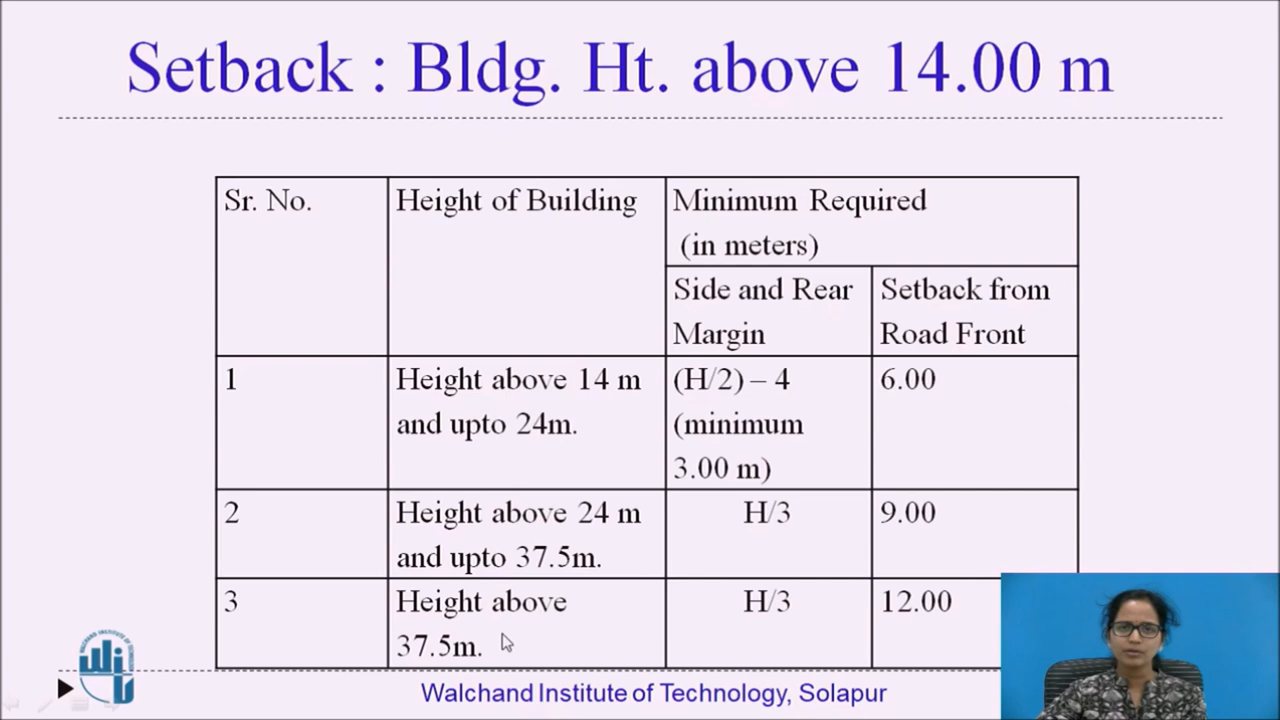 Setback : Bldg. Ht. above 14.00 m
Sr. No.
Height of Building
Minimum Required
(in meters)
Side and Rear
Margin
Setback from
Road Front
1
Height above 14 m
and upto 24m.
(H/2) – 4
(minimum
3.00 m)
6.00
2
Height above 24 m
and upto 37.5m.
H/3
9.00
3
Height above
37.5m.
H/3
12.00
Walchand Institute of Technology, Solapur